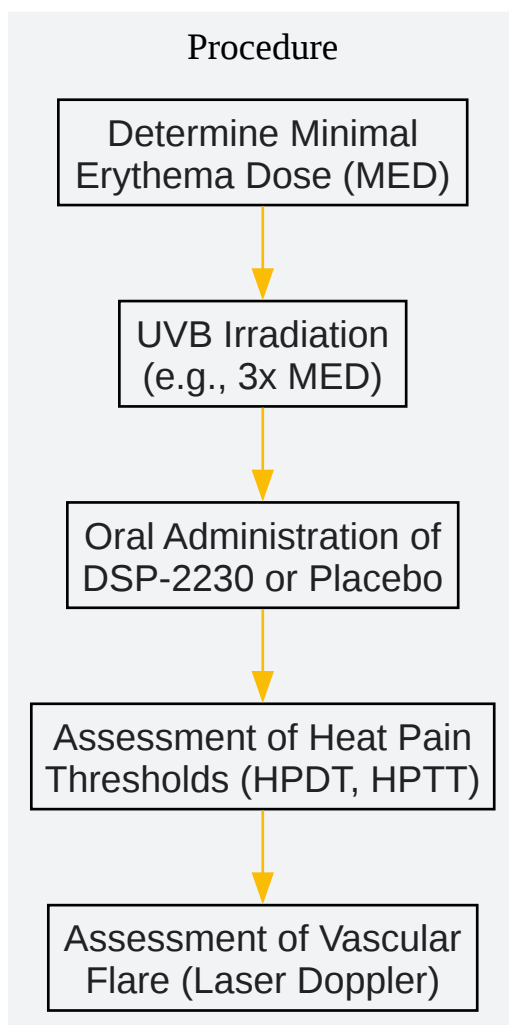 Procedure
Determine Minimal
Erythema Dose (MED)
UVB Irradiation
(e.g., 3x MED)
Oral Administration of
DSP-2230 or Placebo
Assessment of Heat Pain
Thresholds (HPDT, HPTT)
Assessment of Vascular
Flare (Laser Doppler)